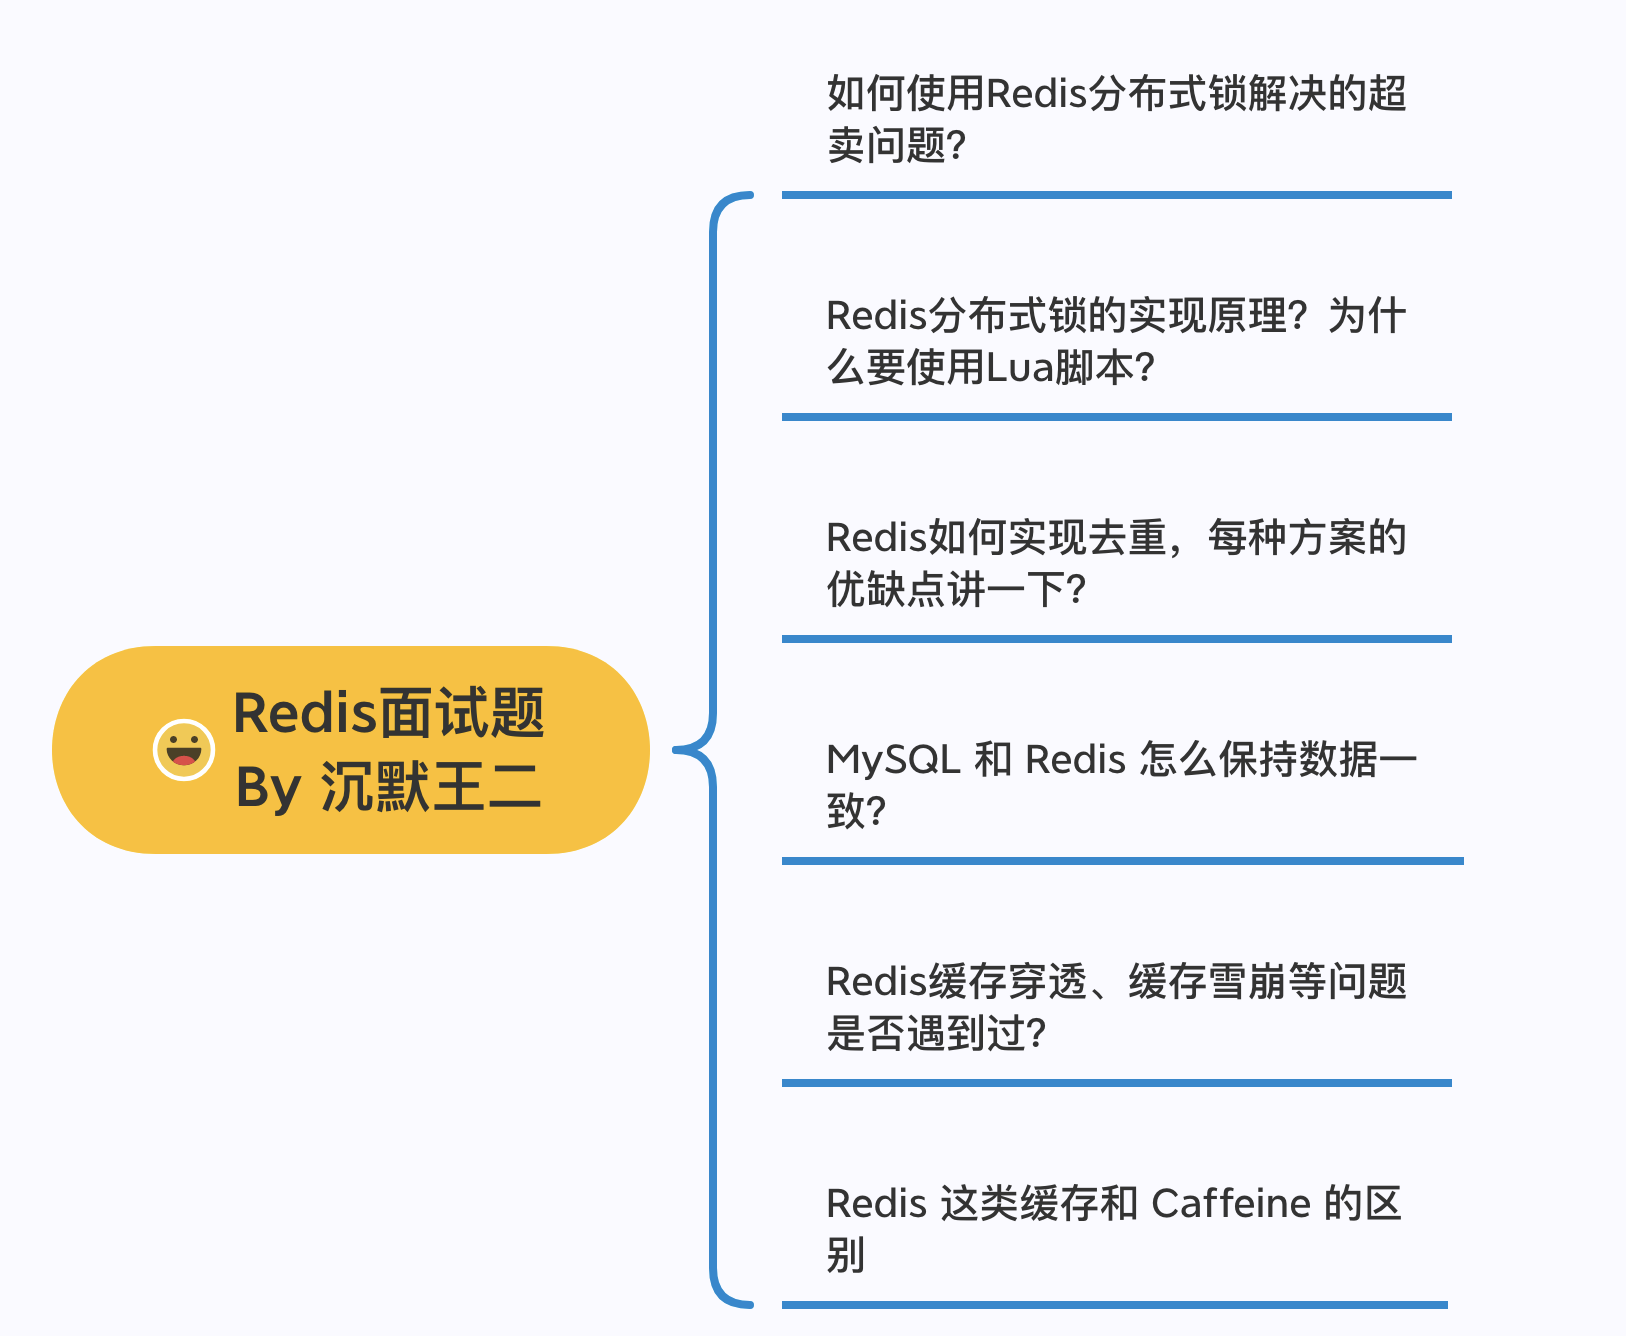 Redis面试题
By 沉默王二
如何使用Redis分布式锁解决的超
卖问题?
Redis分布式锁的实现原理？为什
么要使用Lua脚本?
Redis如何实现去重，每种方案的
优缺点讲一下?
MySQL 和 Redis 怎么保持数据一
致?
Redis缓存穿透、缓存雪崩等问题
是否遇到过?
Redis 这类缓存和 Caffeine 的区
别